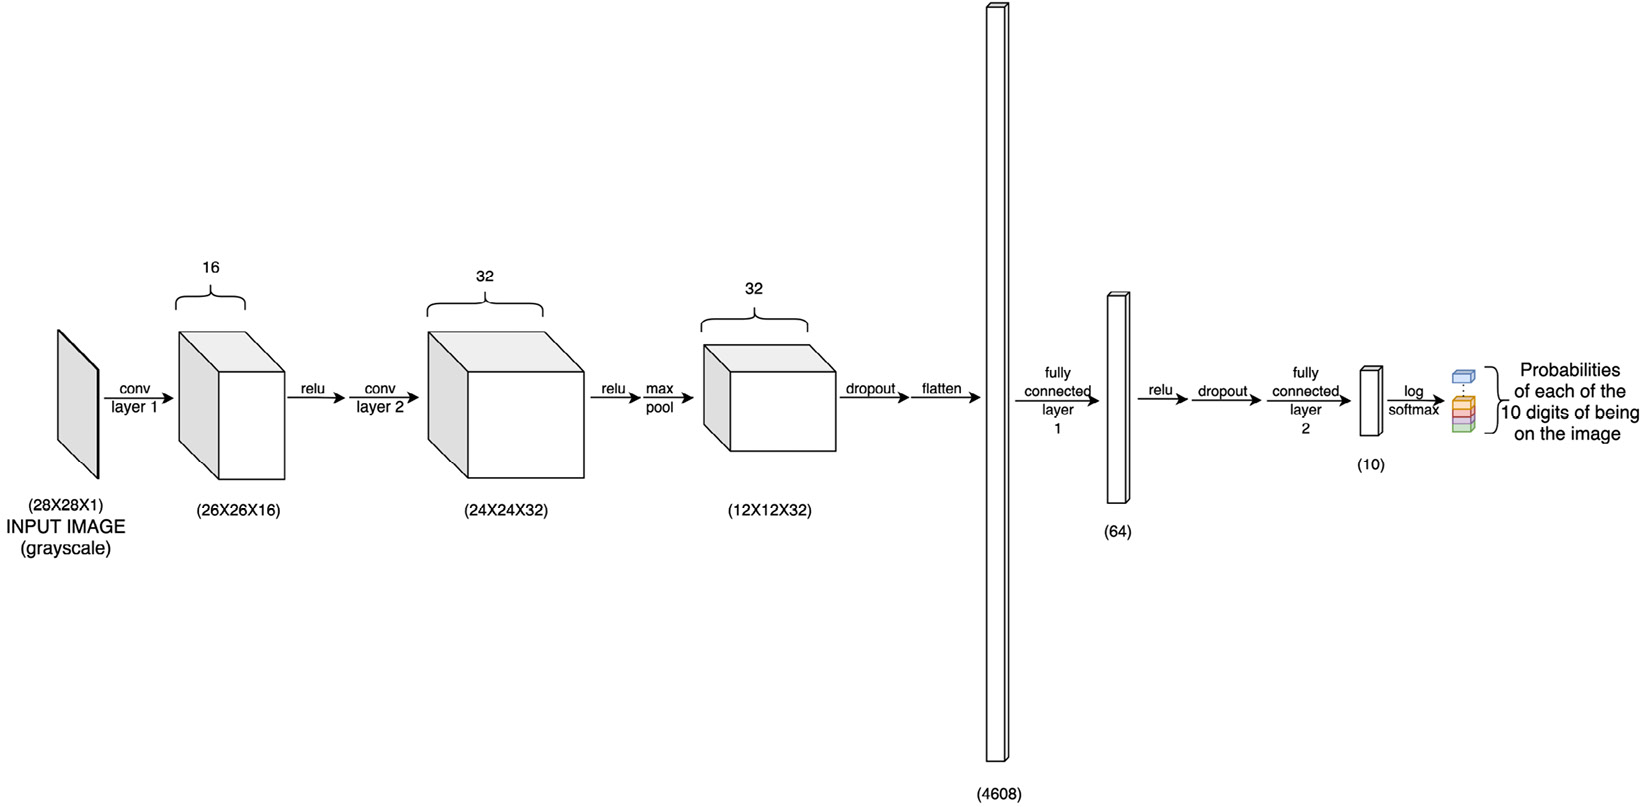 16
32
32
conv
layer 1
relu
conv
layer 2
relu
max
pool
dropout
flatten
fully
connected
layer
1
relu
dropout
fully
connected
layer
2
log
softmax
Probabilities
of each of the
10 digits of being
on the image
(28X28X1)
INPUT IMAGE
(grayscale)
(26X26X16)
(24X24X32)
(12X12X32)
(4608)
(64)
(10)